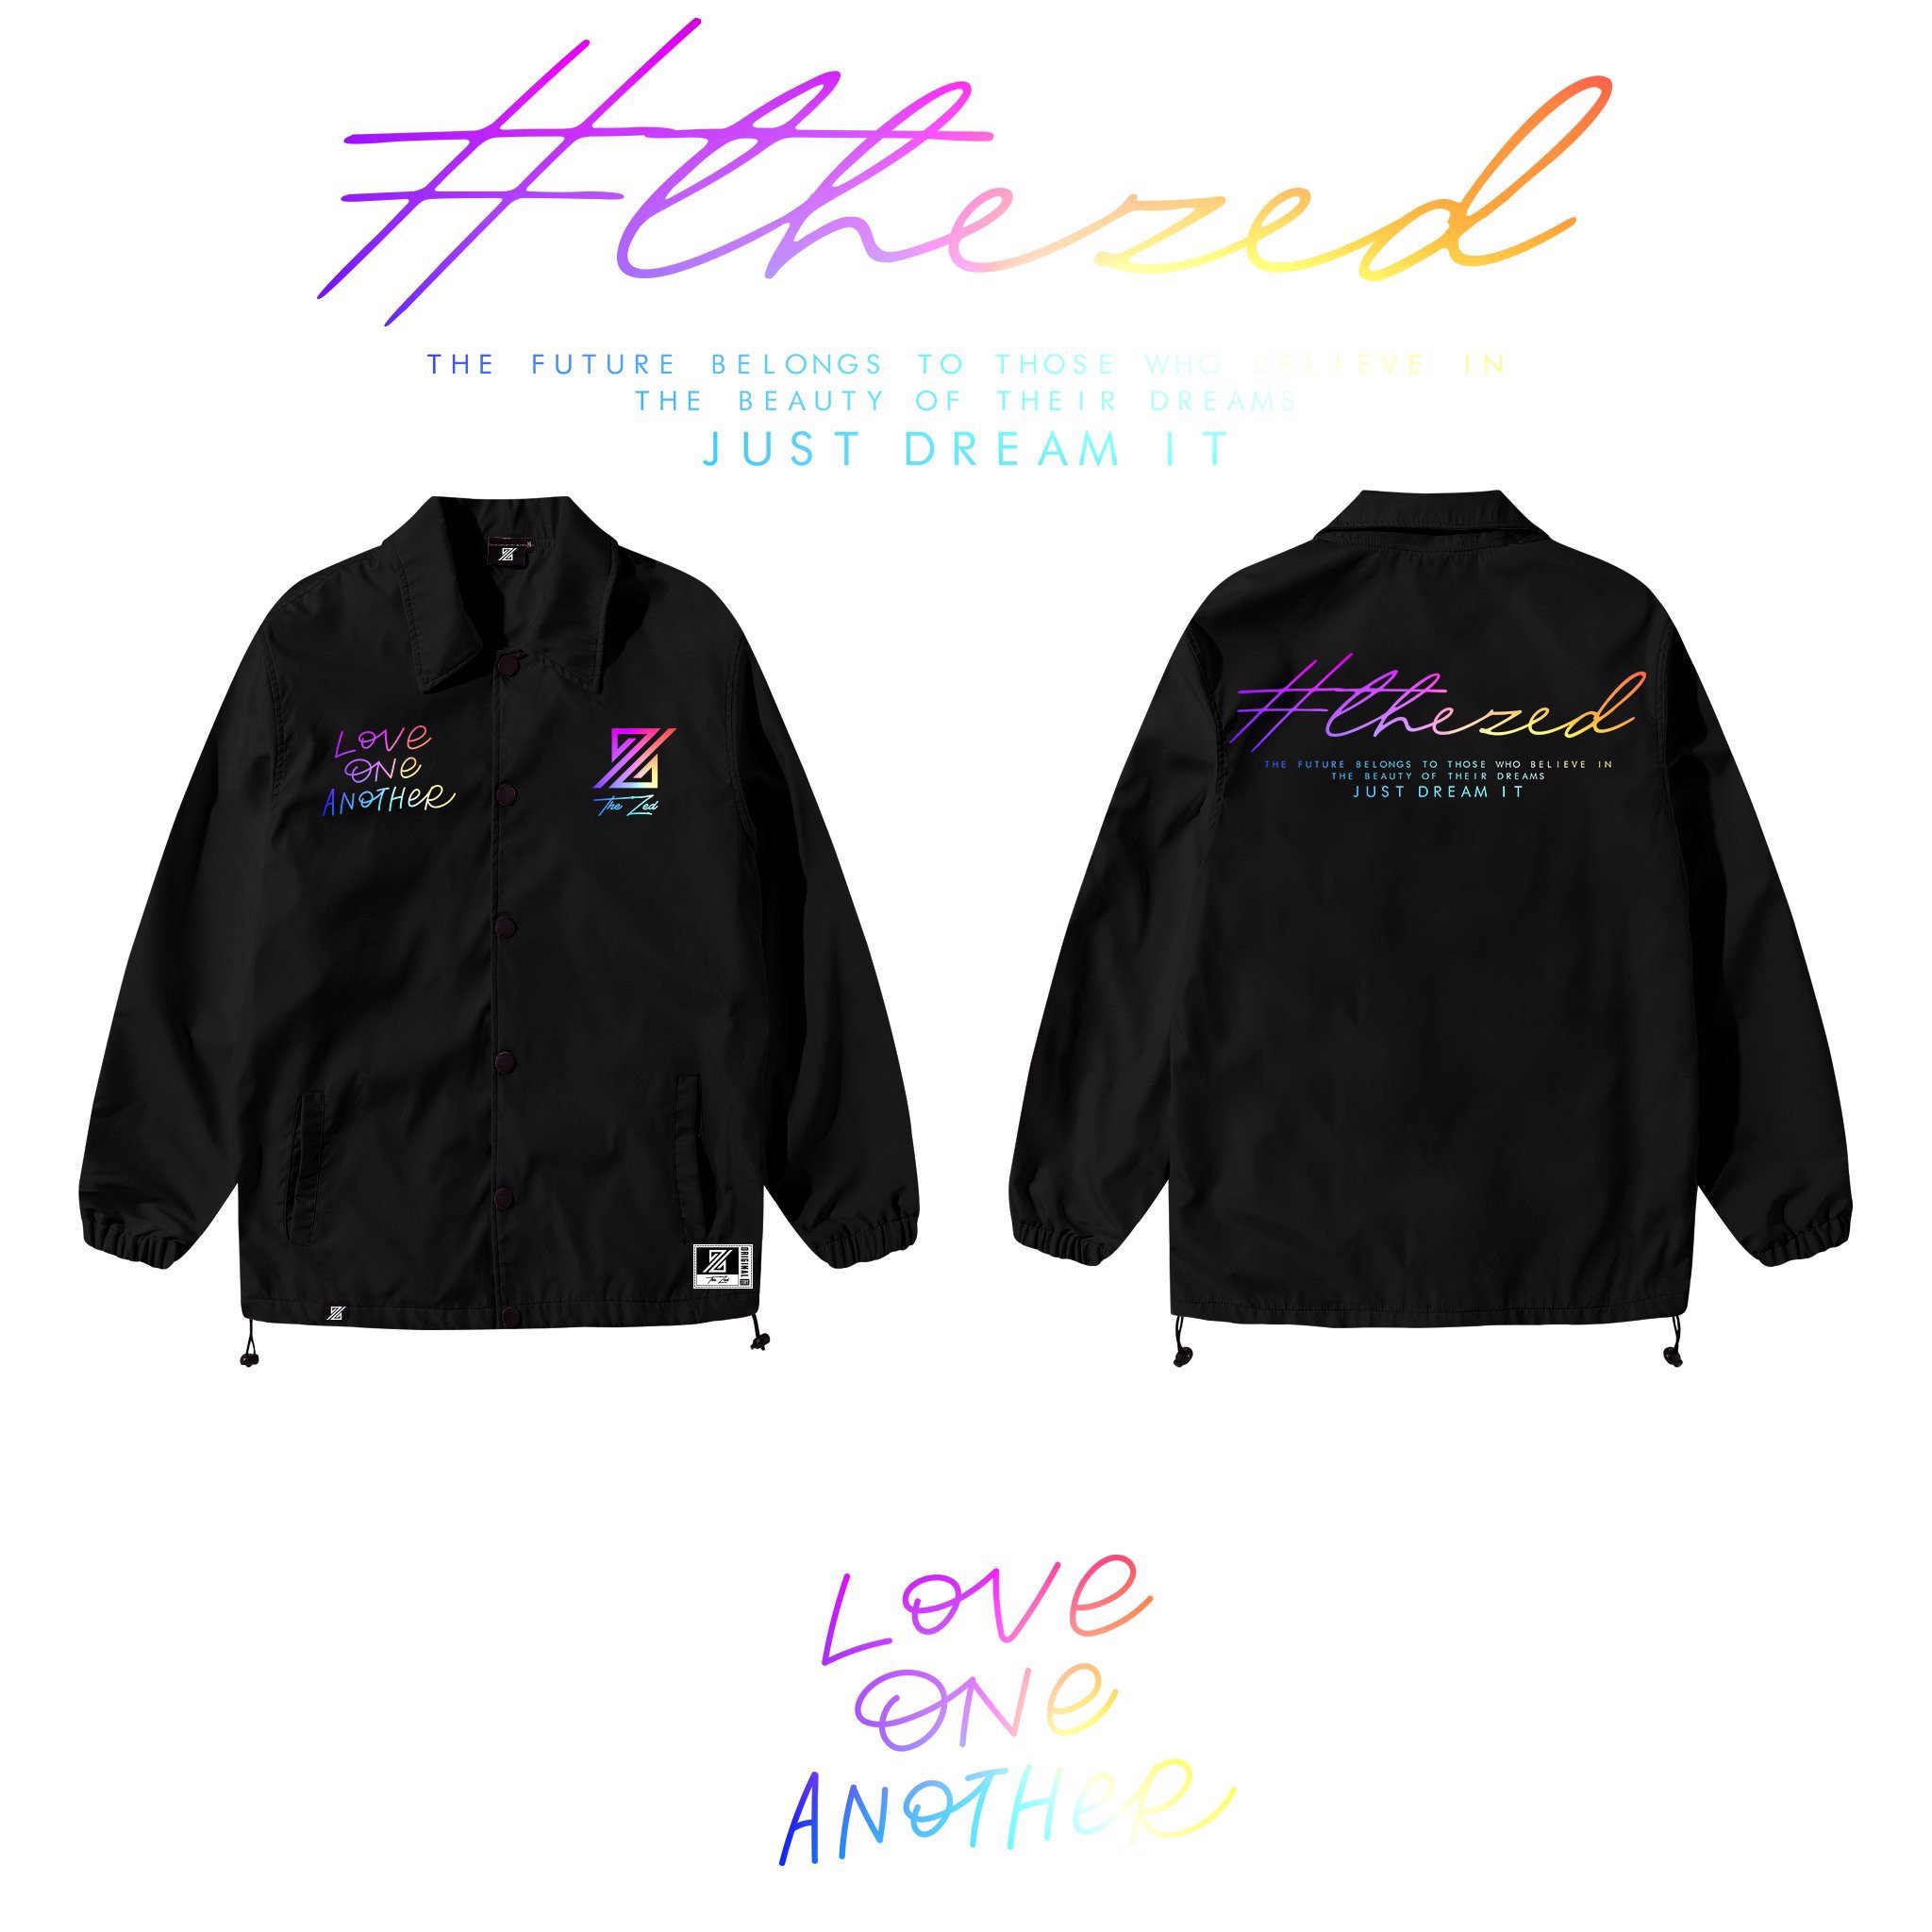 #thezed
THE FUTURE BELONGS TO THOSE WHO BELIEVE IN
THE BEAUTY OF THEIR DREAMS
JUST DREAM IT
LOVE
ONE
ANOTHER
The Zed
#thezed
THE FUTURE BELONGS TO THOSE WHO BELIEVE IN
THE BEAUTY OF THEIR DREAMS
JUST DREAM IT
ORIGINAL
The Zed
LOVE
ONE
ANOTHER